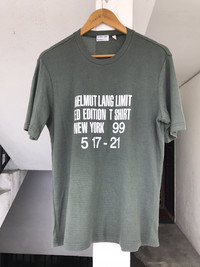 HELMUT LANG LIMIT
ED EDITION T SHIRT
NEW YORK 99
5 17-21